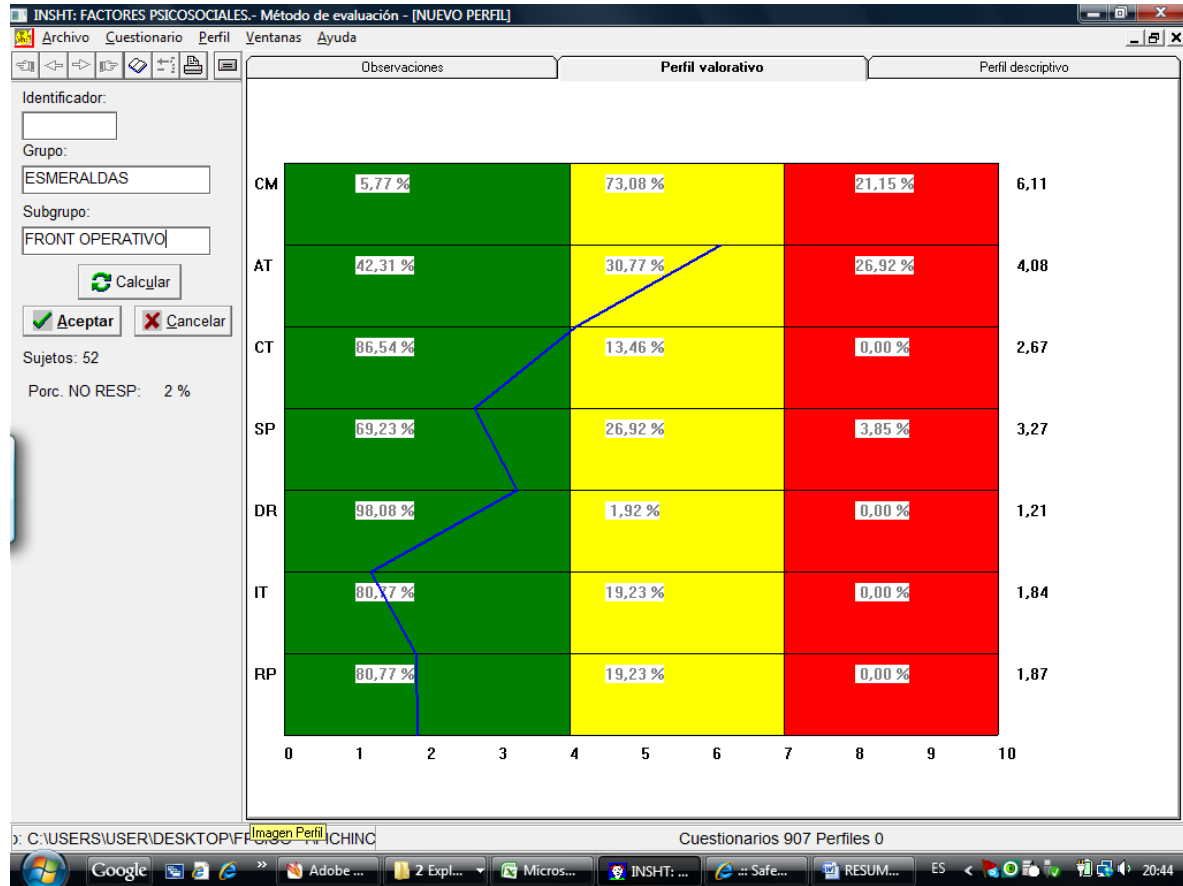 INSHT: FACTORES PSICOSOCIALES.- Método de evaluación - [NUEVO PERFIL]
Archivo Cuestionario Perfil Ventanas Ayuda
Observaciones Perfil valorativo Perfil descriptivo
Identificador:
Grupo:
ESMERALDAS
Subgrupo:
FRONT OPERATIVO
Calcular
Aceptar Cancelar
Sujetos: 52
Porc. NO RESP: 2 %
CM 5,77 % 73,08 % 21,15 % 6,11
AT 42,31 % 30,77 % 26,92 % 4,08
CT 86,54 % 13,46 % 0,00 % 2,67
SP 69,23 % 26,92 % 3,85 % 3,27
DR 98,08 % 1,92 % 0,00 % 1,21
IT 80,77 % 19,23 % 0,00 % 1,84
RP 80,77 % 19,23 % 0,00 % 1,87
0 1 2 3 4 5 6 7 8 9 10
: C:\USERS\USER\DESKTOP\ Imagen Perfil Cuestionarios 907 Perfiles 0
Google » Adobe ... 2 Expl... Micros... INSHT: ... ::: Safe... RESUM... ES < 20:44